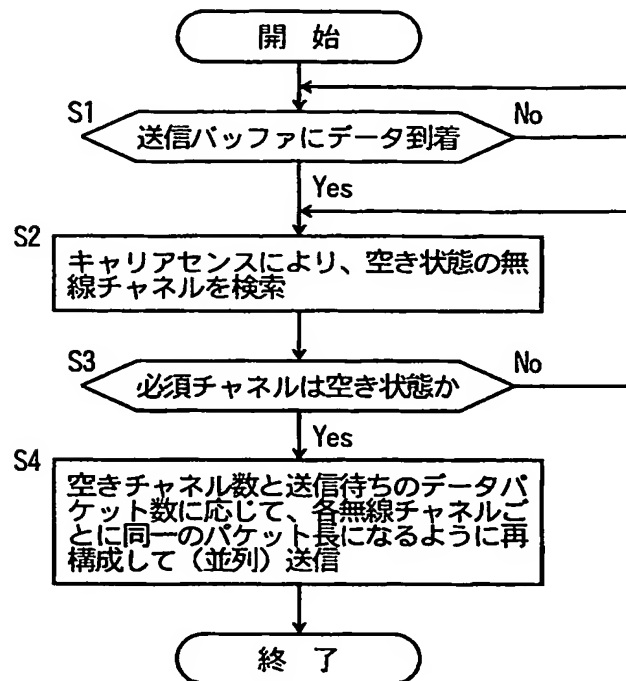 開 始
S1
送信バッファにデータ到着
No
Yes
S2
キャリアセンスにより、空き状態の無
線チャネルを検索
S3
必須チャネルは空き状態か
No
Yes
S4
空きチャネル数と送信待ちのデータパ
ケット数に応じて、各無線チャネルご
とに同一のパケット長になるように再
構成して（並列）送信
終 了